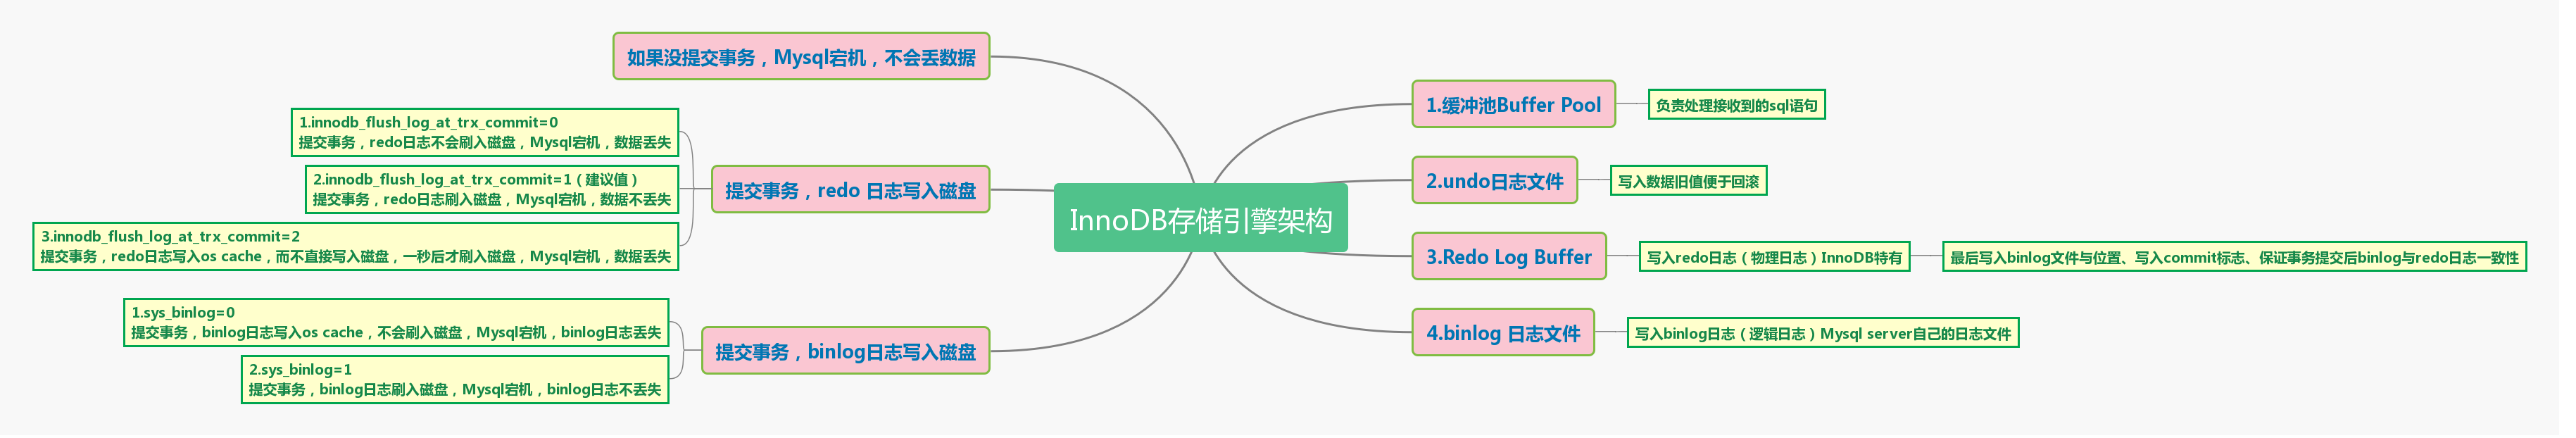 InnoDB存储引擎架构
1.缓冲池Buffer Pool
负责处理接收到的sql语句
2.undo日志文件
写入数据旧值便于回滚
3.Redo Log Buffer
写入redo日志（物理日志）InnoDB特有
最后写入binlog文件与位置、写入commit标志、保证事务提交后binlog与redo日志一致性
4.binlog 日志文件
写入binlog日志（逻辑日志）Mysql server自己的日志文件
如果没提交事务，Mysql宕机，不会丢数据
提交事务，redo 日志写入磁盘
1.innodb_flush_log_at_trx_commit=0
提交事务，redo日志不会刷入磁盘，Mysql宕机，数据丢失
2.innodb_flush_log_at_trx_commit=1（建议值）
提交事务，redo日志刷入磁盘，Mysql宕机，数据不丢失
3.innodb_flush_log_at_trx_commit=2
提交事务，redo日志写入os cache，而不直接写入磁盘，一秒后才刷入磁盘，Mysql宕机，数据丢失
提交事务，binlog日志写入磁盘
1.sys_binlog=0
提交事务，binlog日志写入os cache，不会刷入磁盘，Mysql宕机，binlog日志丢失
2.sys_binlog=1
提交事务，binlog日志刷入磁盘，Mysql宕机，binlog日志不丢失